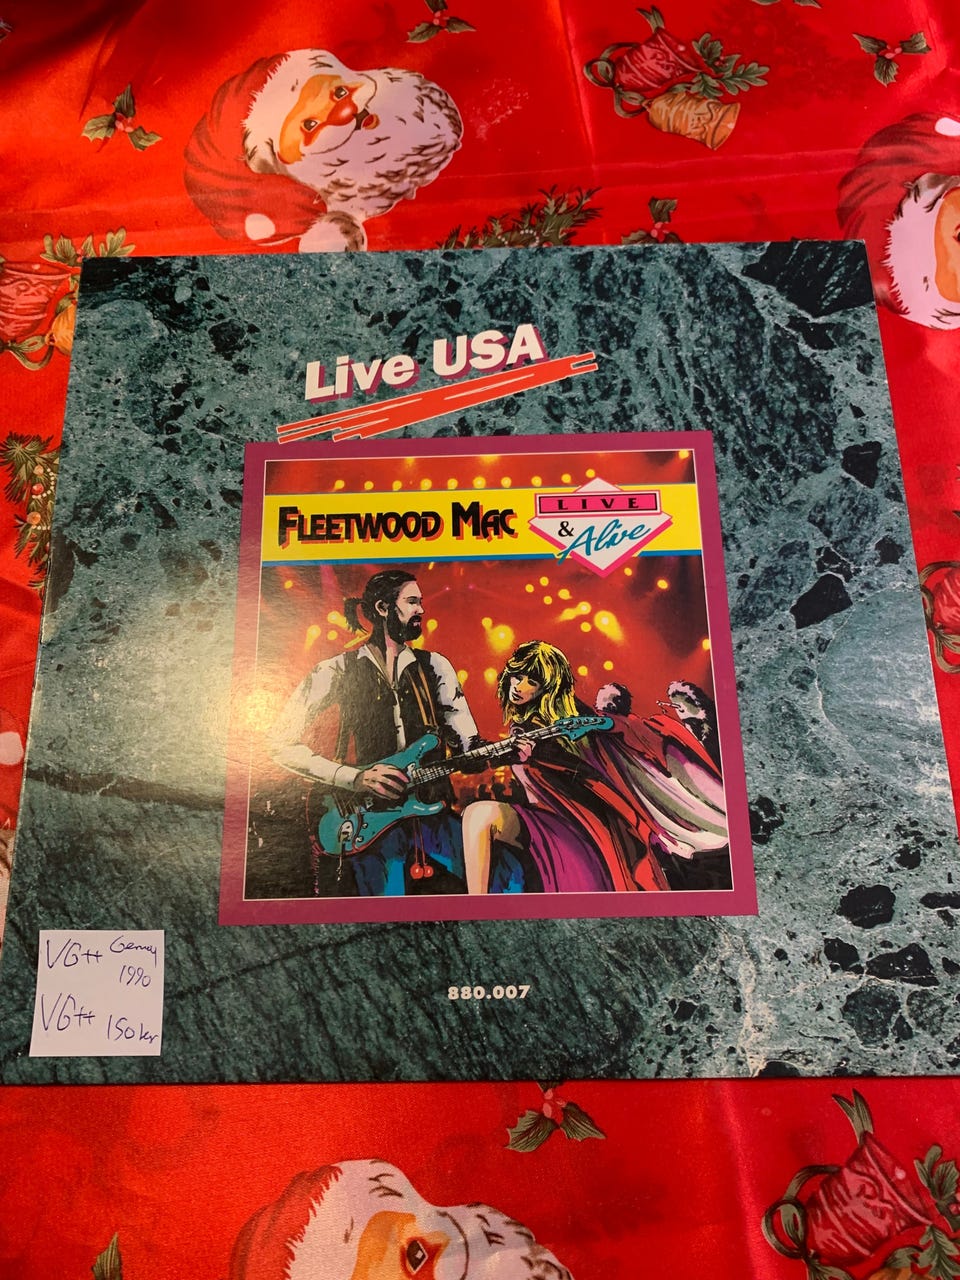 Live USA
FLEETWOOD MAC
LIVE
& Alive
VG++ Germany
1990
VG++ 150 kr
880.007